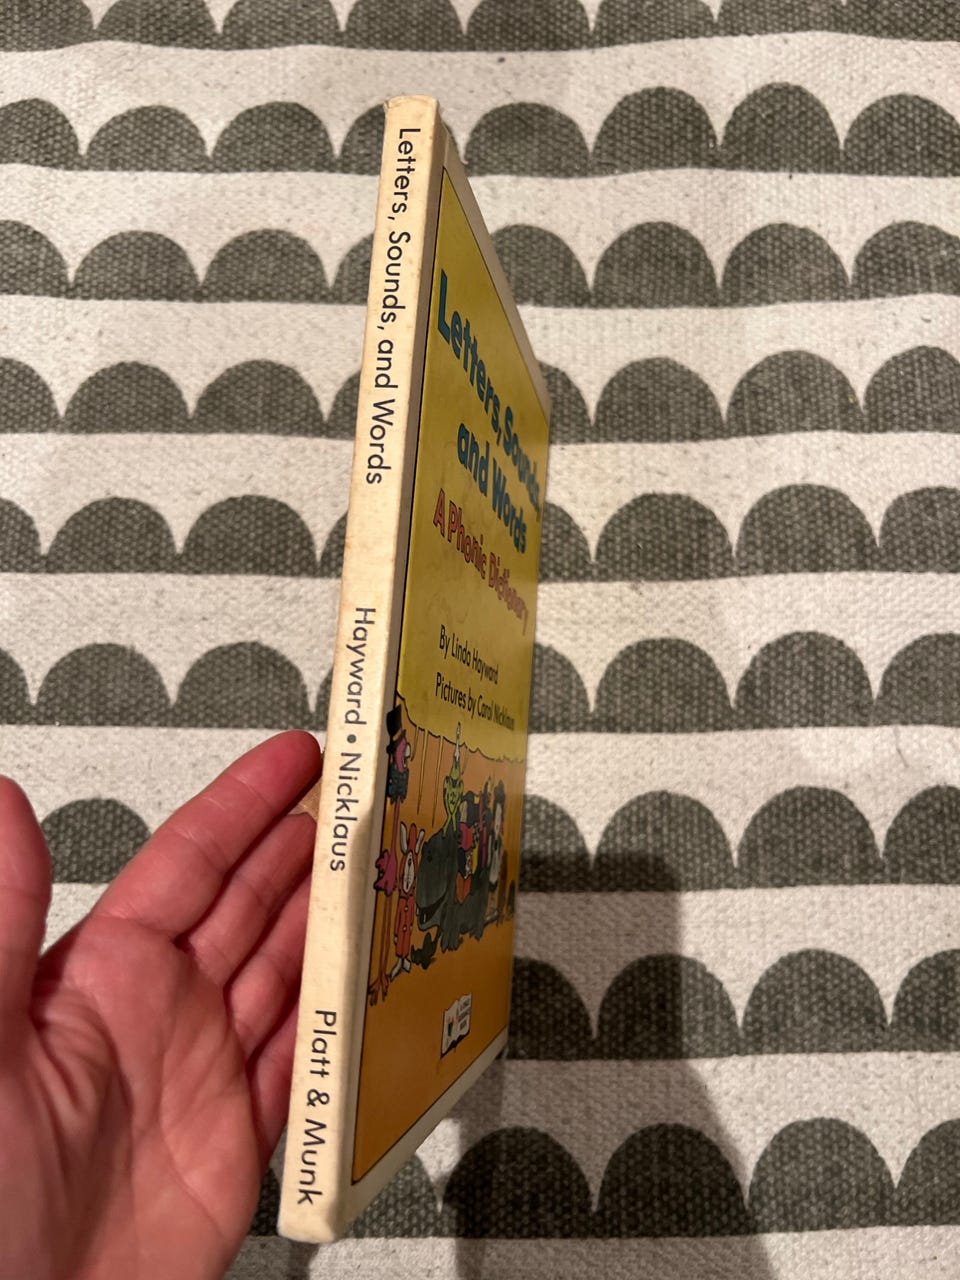 Letters, Sounds, and Words
Hayward • Nicklaus
Platt & Munk
Letters, Sounds,
and Words
A Phonic Dictionary
By Linda Hayward
Pictures by Carol Nicklaus